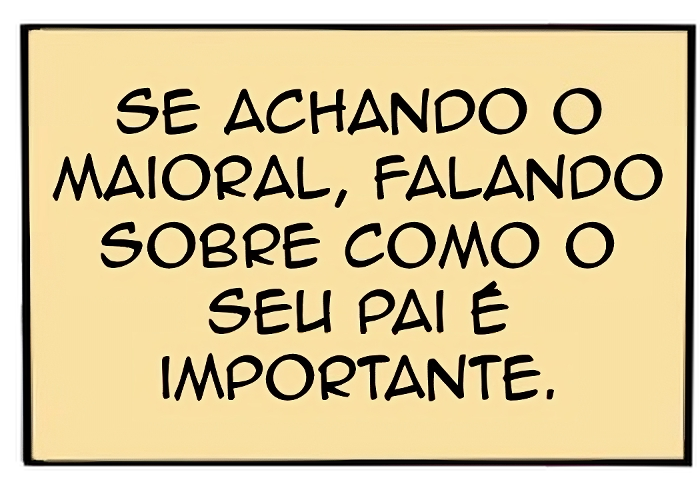 SE ACHANDO O
MAIORAL, FALANDO
SOBRE COMO O
SEU PAI É
IMPORTANTE.